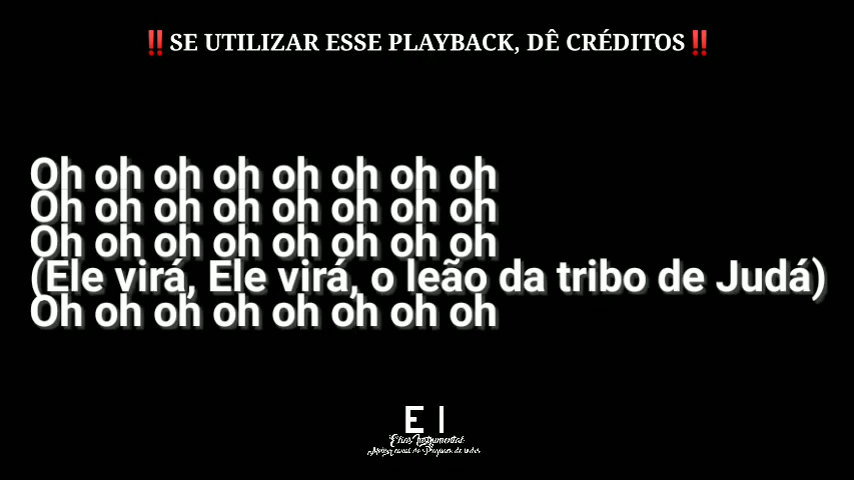 ‼️SE UTILIZAR ESSE PLAYBACK, DÊ CRÉDITOS‼️
Oh oh oh oh oh oh oh oh
Oh oh oh oh oh oh oh oh
Oh oh oh oh oh oh oh oh
(Ele virá, Ele virá, o leão da tribo de Judá)
Oh oh oh oh oh oh oh oh
E I
Elias Instrumental